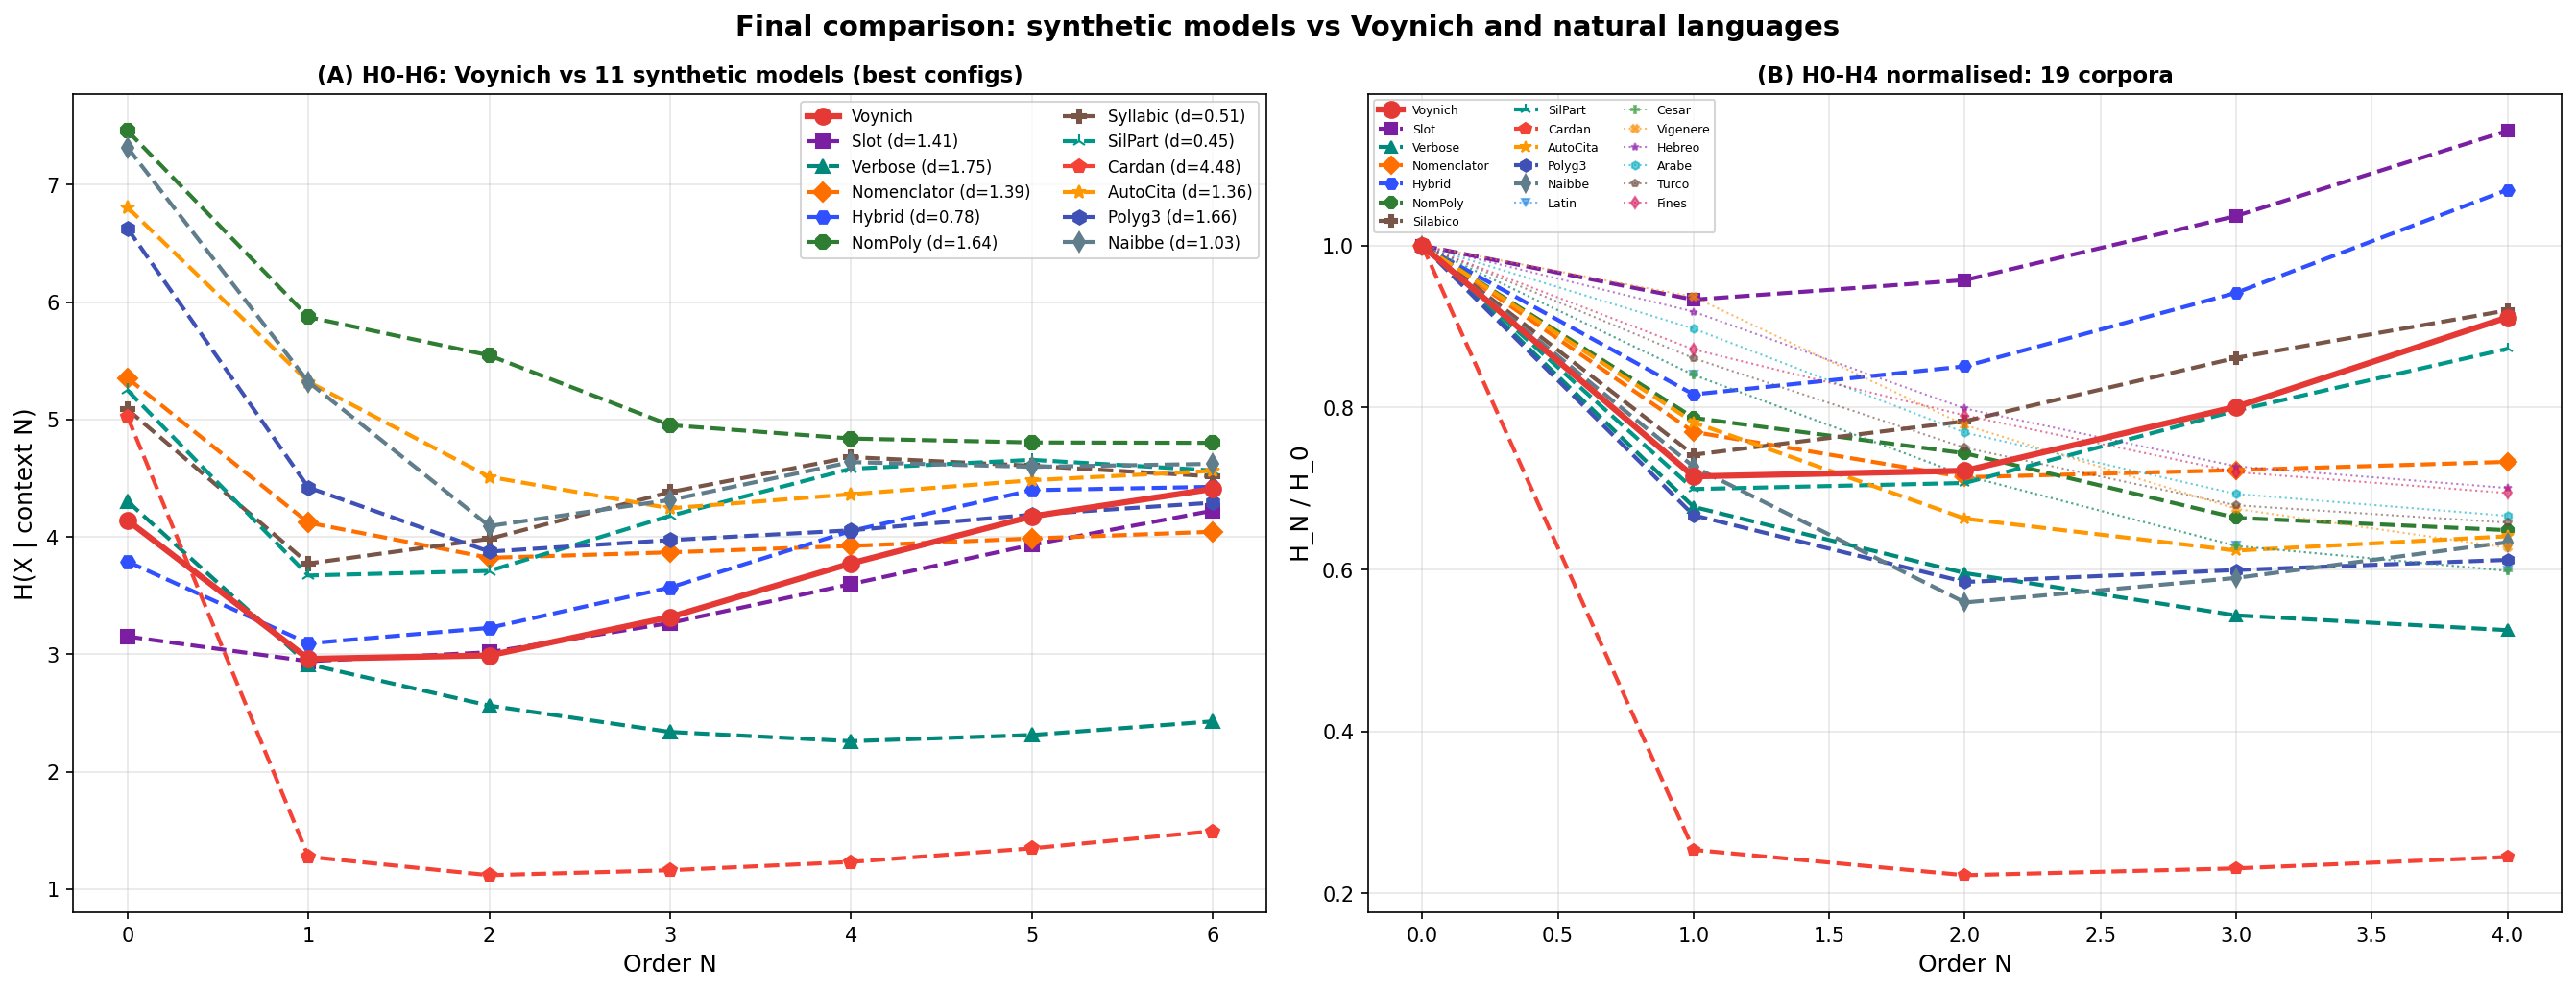 Final comparison: synthetic models vs Voynich and natural languages
(A) H0-H6: Voynich vs 11 synthetic models (best configs)
H(X | context N)
7
6
5
4
3
2
1
Voynich
Slot (d=1.41)
Verbose (d=1.75)
Nomenclator (d=1.39)
Hybrid (d=0.78)
NomPoly (d=1.64)
Syllabic (d=0.51)
SilPart (d=0.45)
Cardan (d=4.48)
AutoCita (d=1.36)
Polyg3 (d=1.66)
Naibbe (d=1.03)
0 1 2 3 4 5 6
Order N
(B) H0-H4 normalised: 19 corpora
H_N / H_0
1.0
0.8
0.6
0.4
0.2
Voynich
Slot
Verbose
Nomenclator
Hybrid
NomPoly
Silabico
SilPart
Cardan
AutoCita
Polyg3
Naibbe
Latin
Cesar
Vigenere
Hebreo
Arabe
Turco
Fines
0.0 0.5 1.0 1.5 2.0 2.5 3.0 3.5 4.0
Order N